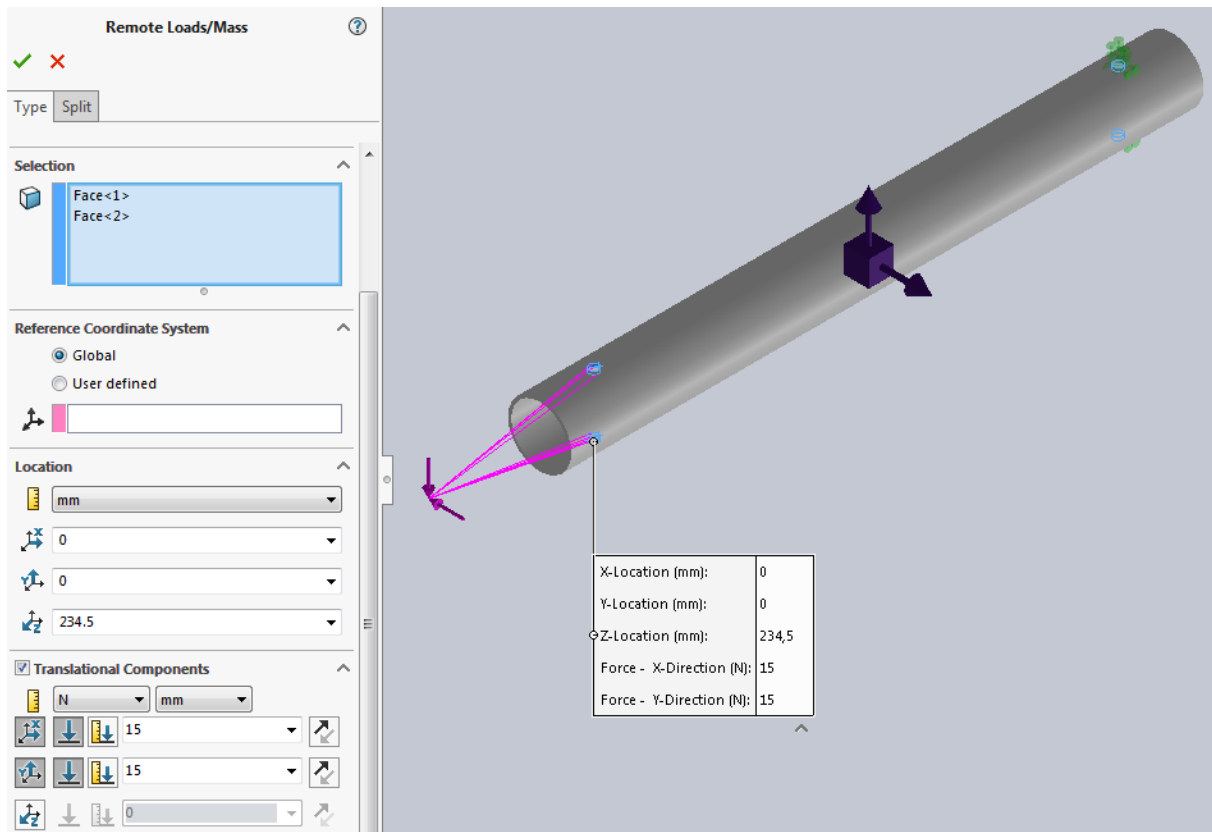 Remote Loads/Mass
Type Split
Selection
Face<1>
Face<2>
Reference Coordinate System
Global
User defined
Location
mm
0
0
234.5
Translational Components
N mm
15
15
0
X-Location (mm): 0
Y-Location (mm): 0
Z-Location (mm): 234,5
Force - X-Direction (N): 15
Force - Y-Direction (N): 15